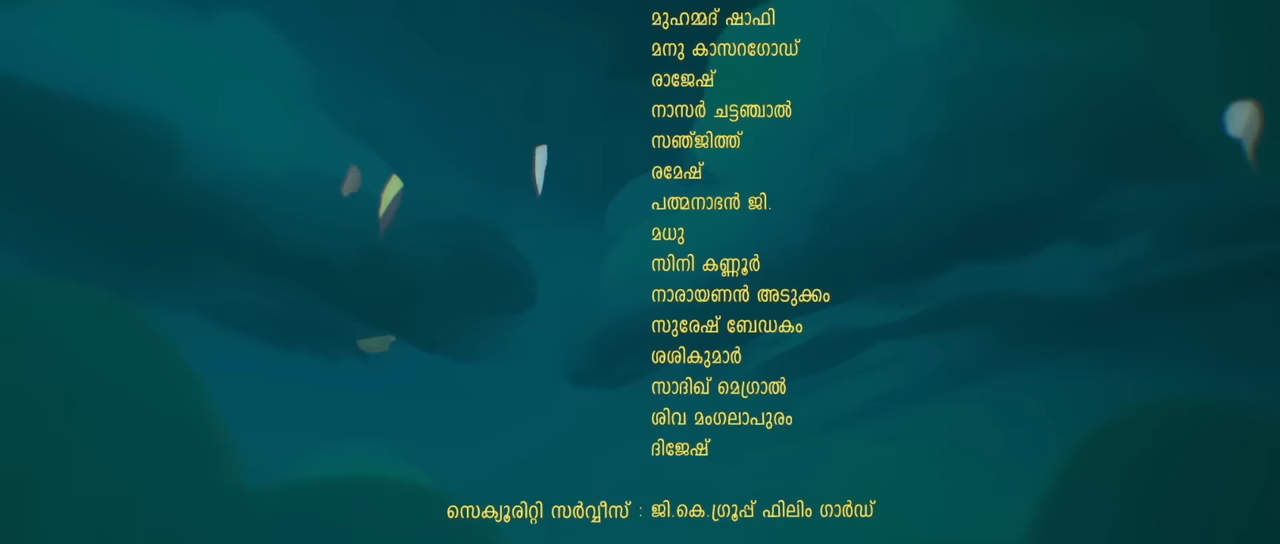 മുഹമ്മദ് ഷാഫി
മനു കാസറഗോഡ്
രാജേഷ്
നാസർ ചട്ടഞ്ചാൽ
സഞ്ജിത്ത്
രമേഷ്
പത്മനാഭൻ ജി.
മധു
സിനി കണ്ണൂർ
നാരായണൻ അടുക്കം
സുരേഷ് ബേഡകം
ശശികുമാർ
സാദിഖ് മെഗ്രാൽ
ശിവ മംഗലാപുരം
ദിജേഷ്
സെക്യൂരിറ്റി സർവ്വീസ് : ജി.കെ.ഗ്രൂപ്പ് ഫിലിം ഗാർഡ്